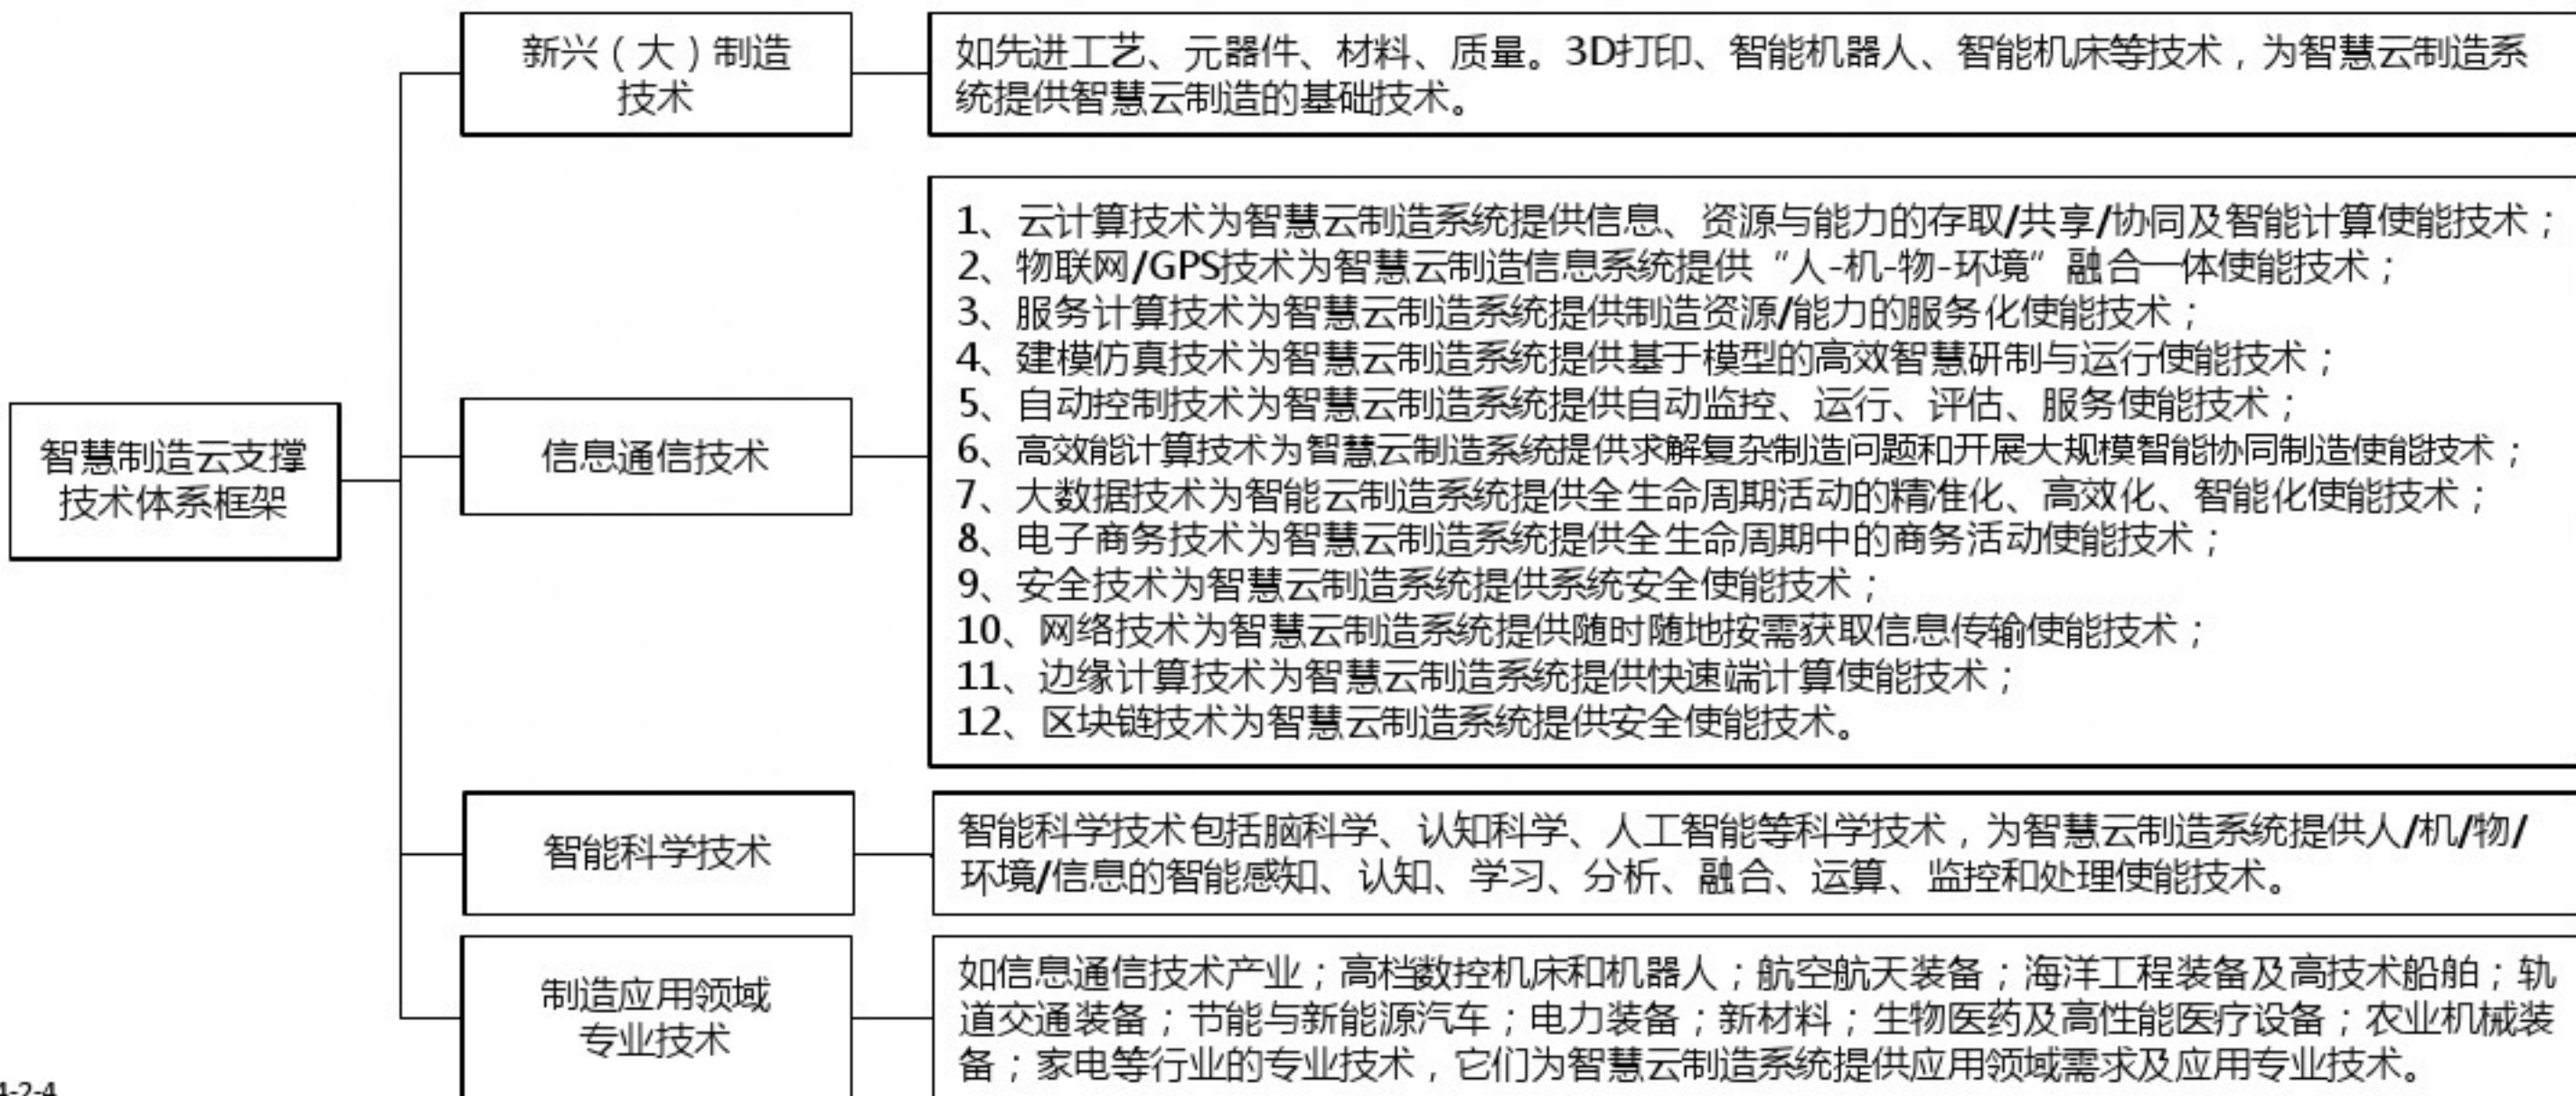 新兴（大）制造
技术
如先进工艺、元器件、材料、质量。3D打印、智能机器人、智能机床等技术，为智慧云制造系
统提供智慧云制造的基础技术。
智慧制造云支撑
技术体系框架
信息通信技术
1、云计算技术为智慧云制造系统提供信息、资源与能力的存取/共享/协同及智能计算使能技术；
2、物联网/GPS技术为智慧云制造信息系统提供“人-机-物-环境”融合一体使能技术；
3、服务计算技术为智慧云制造系统提供制造资源/能力的服务化使能技术；
4、建模仿真技术为智慧云制造系统提供基于模型的高效智慧研制与运行使能技术；
5、自动控制技术为智慧云制造系统提供自动监控、运行、评估、服务使能技术；
6、高效能计算技术为智慧云制造系统提供求解复杂制造问题和开展大规模智能协同制造使能技术；
7、大数据技术为智能云制造系统提供全生命周期活动的精准化、高效化、智能化使能技术；
8、电子商务技术为智慧云制造系统提供全生命周期中的商务活动使能技术；
9、安全技术为智慧云制造系统提供系统安全使能技术；
10、网络技术为智慧云制造系统提供随时随地按需获取信息传输使能技术；
11、边缘计算技术为智慧云制造系统提供快速端计算使能技术；
12、区块链技术为智慧云制造系统提供安全使能技术。
智能科学技术
智能科学技术包括脑科学、认知科学、人工智能等科学技术，为智慧云制造系统提供人/机/物/
环境/信息的智能感知、认知、学习、分析、融合、运算、监控和处理使能技术。
制造应用领域
专业技术
如信息通信技术产业；高档数控机床和机器人；航空航天装备；海洋工程装备及高技术船舶；轨
道交通装备；节能与新能源汽车；电力装备；新材料；生物医药及高性能医疗设备；农业机械装
备；家电等行业的专业技术，它们为智慧云制造系统提供应用领域需求及应用专业技术。
4-2-4